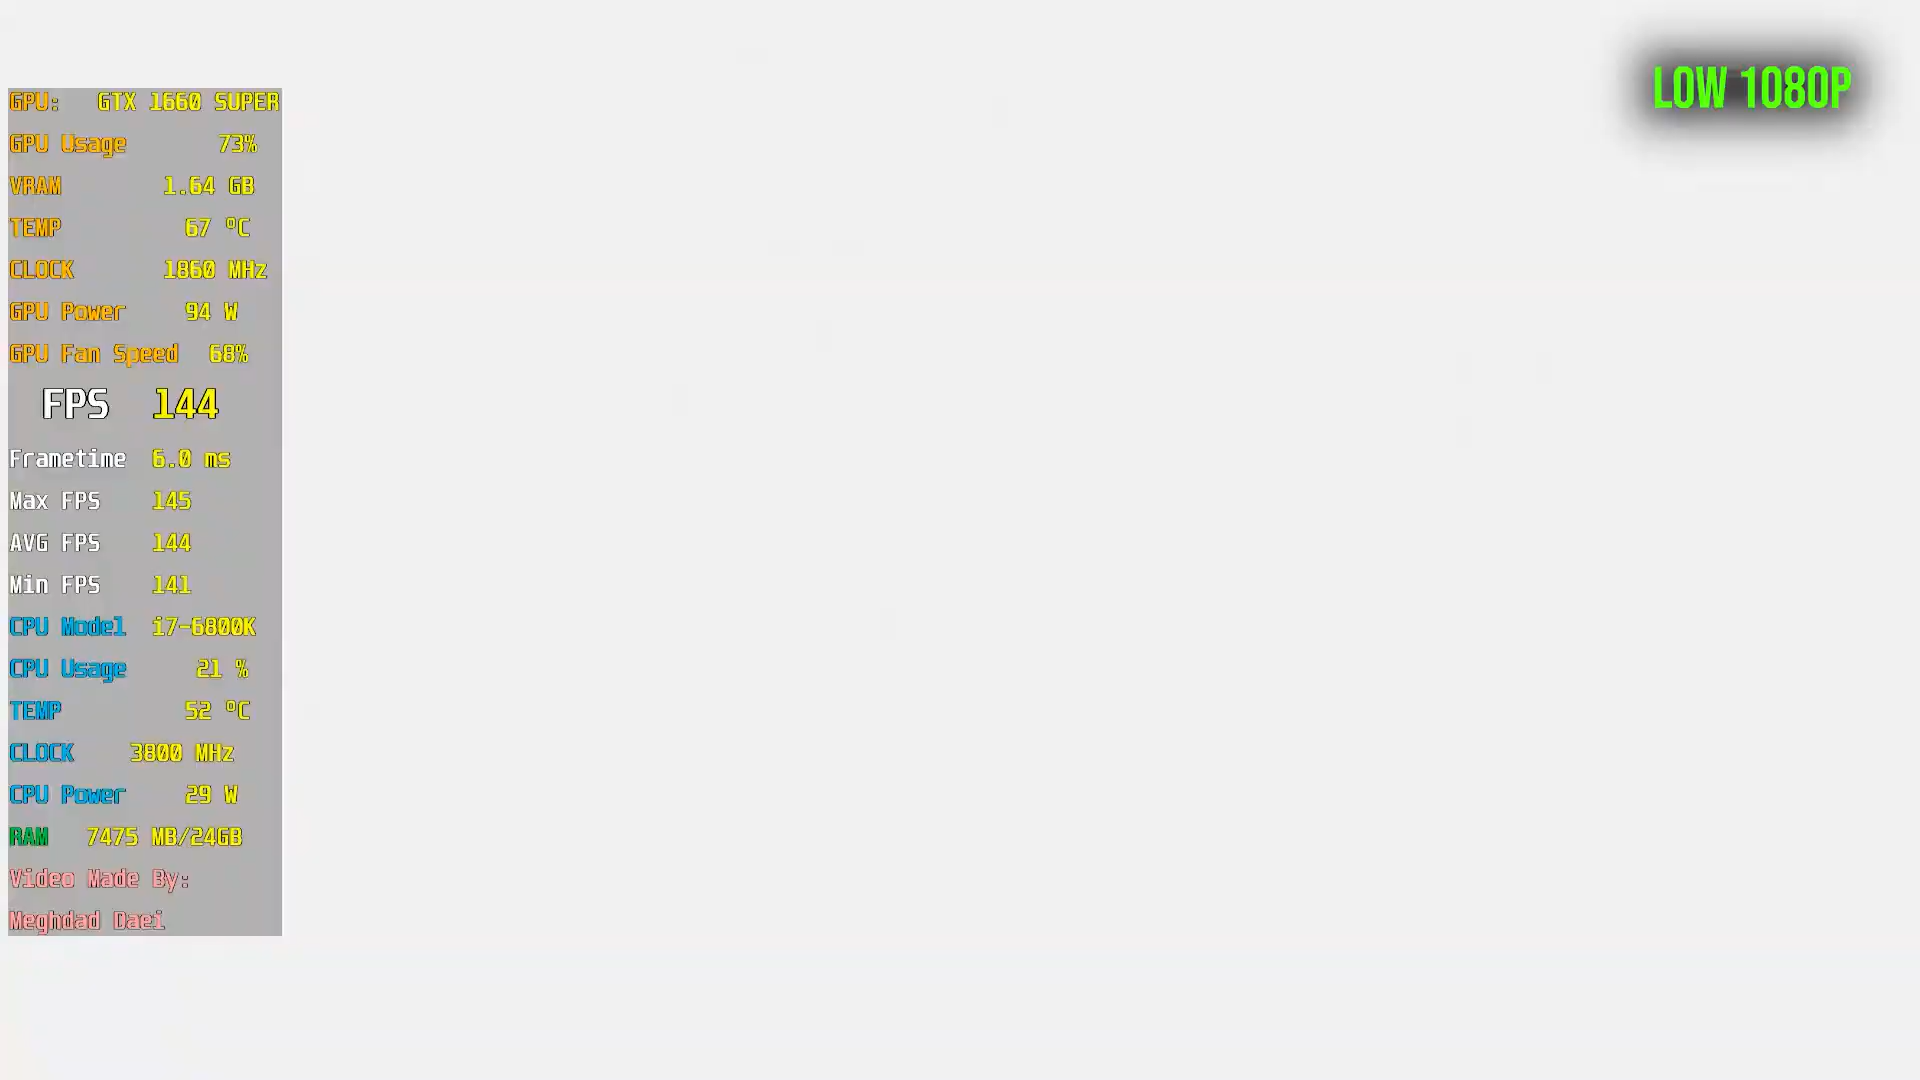 LOW 1080P
GPU: GTX 1660 SUPER
GPU Usage 73%
VRAM 1.64 GB
TEMP 67 ºC
CLOCK 1860 MHz
GPU Power 94 W
GPU Fan Speed 68%
FPS 144
Frametime 6.0 ms
Max FPS 145
AVG FPS 144
Min FPS 141
CPU Model i7-6800K
CPU Usage 21 %
TEMP 52 ºC
CLOCK 3800 MHz
CPU Power 29 W
RAM 7475 MB/24GB
Video Made By:
Meghdad Daei